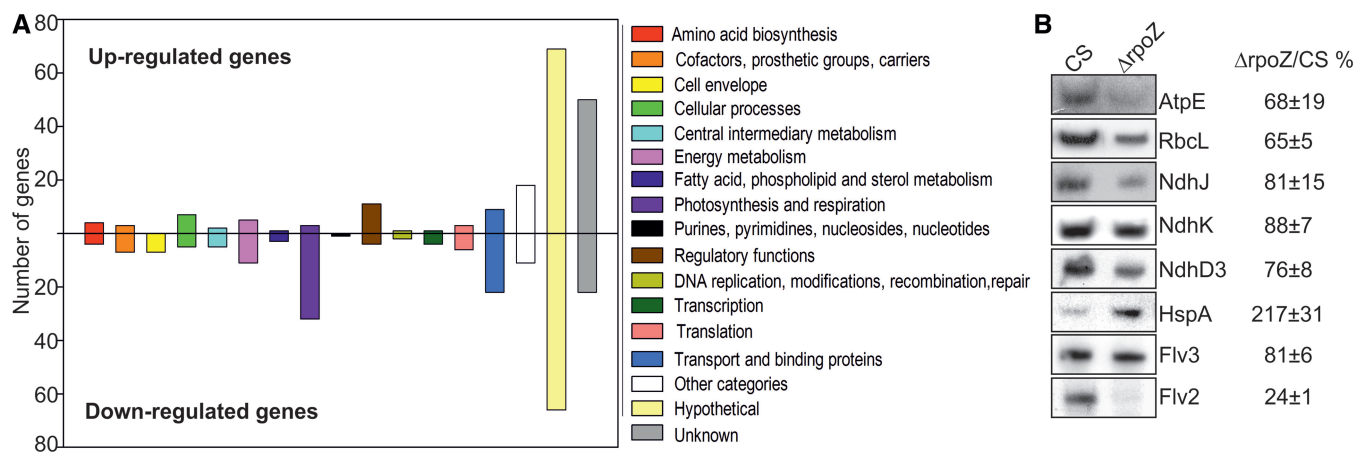 A
80
60
40
20
0
20
40
60
80
Number of genes
Up-regulated genes
Down-regulated genes
Amino acid biosynthesis
Cofactors, prosthetic groups, carriers
Cell envelope
Cellular processes
Central intermediary metabolism
Energy metabolism
Fatty acid, phospholipid and sterol metabolism
Photosynthesis and respiration
Purines, pyrimidines, nucleosides, nucleotides
Regulatory functions
DNA replication, modifications, recombination,repair
Transcription
Translation
Transport and binding proteins
Other categories
Hypothetical
Unknown
B
CS ΔrpoZ ΔrpoZ/CS %
AtpE 68±19
RbcL 65±5
NdhJ 81±15
NdhK 88±7
NdhD3 76±8
HspA 217±31
Flv3 81±6
Flv2 24±1